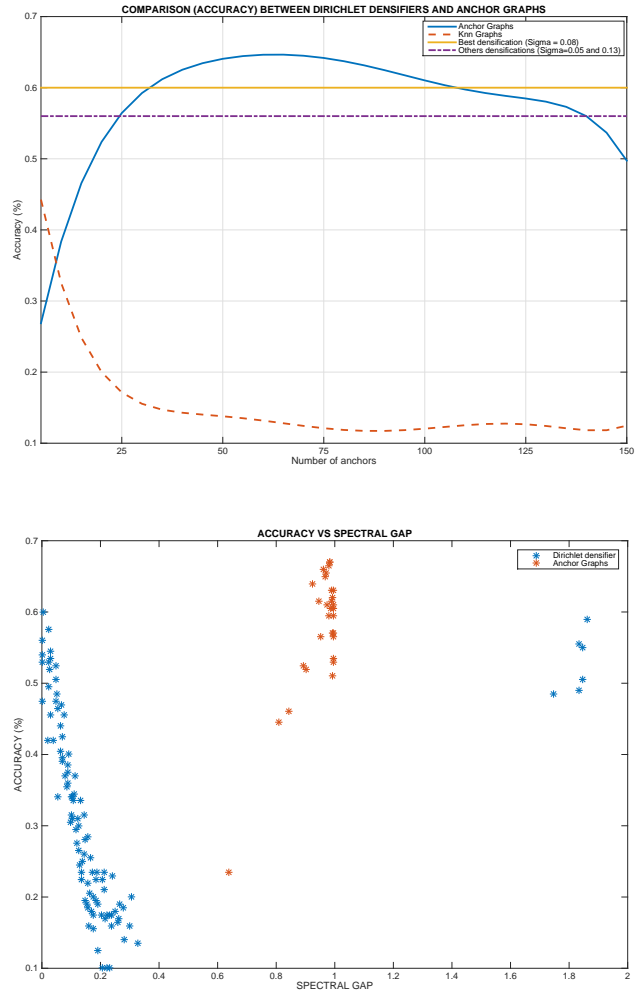 COMPARISON (ACCURACY) BETWEEN DIRICHLET DENSIFIERS AND ANCHOR GRAPHS
Anchor Graphs
Knn Graphs
Best densification (Sigma = 0.08)
Others densifications (Sigma=0.05 and 0.13)
0.7
0.6
0.5
0.4
0.3
0.2
0.1
Accuracy (%)
25
50
75
100
125
150
Number of anchors
ACCURACY VS SPECTRAL GAP
Dirichlet densifier
Anchor Graphs
0.7
0.6
0.5
0.4
0.3
0.2
0.1
ACCURACY (%)
0
0.2
0.4
0.6
0.8
1
1.2
1.4
1.6
1.8
2
SPECTRAL GAP